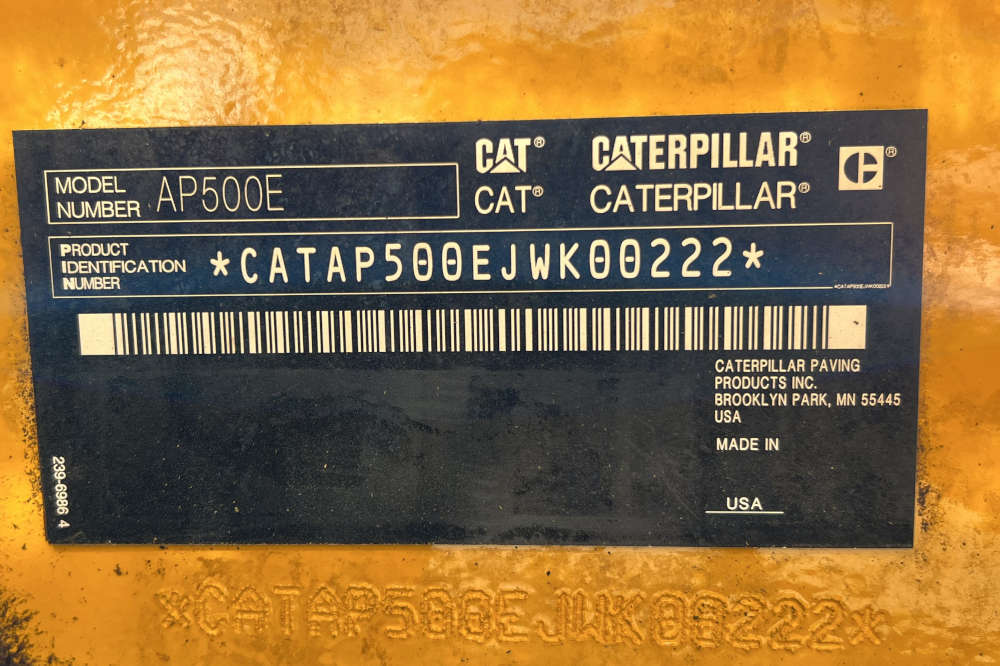 CAT® CATERPILLAR® C®
MODEL NUMBER AP500E
CAT® CATERPILLAR®
PRODUCT IDENTIFICATION NUMBER *CATAP500EJWK00222*
*CATAP500EJWK00222*
CATERPILLAR PAVING
PRODUCTS INC.
BROOKLYN PARK, MN 55445
USA
MADE IN
USA
239-6986 4
*CATAP500EJWK00222*